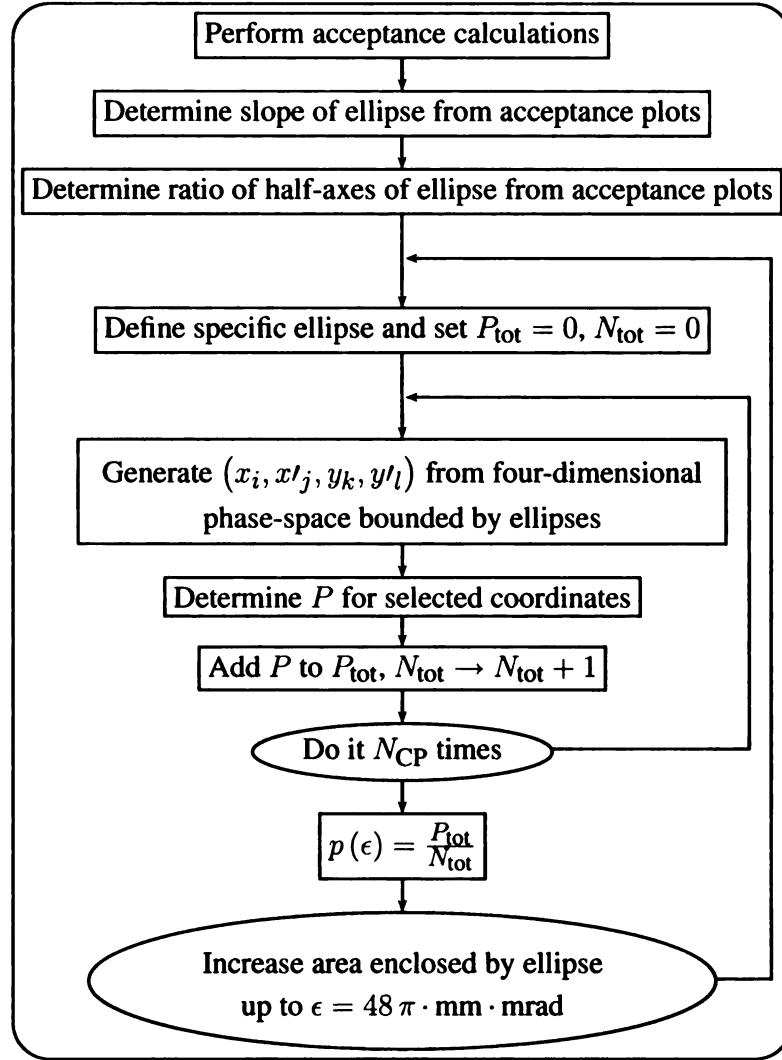 Perform acceptance calculations
Determine slope of ellipse from acceptance plots
Determine ratio of half-axes of ellipse from acceptance plots
Define specific ellipse and set P_tot = 0, N_tot = 0
Generate (x_i, x′_j, y_k, y′_l) from four-dimensional
phase-space bounded by ellipses
Determine P for selected coordinates
Add P to P_tot, N_tot → N_tot + 1
Do it N_CP times
p (ϵ) = P_tot / N_tot
Increase area enclosed by ellipse
up to ϵ = 48 π · mm · mrad